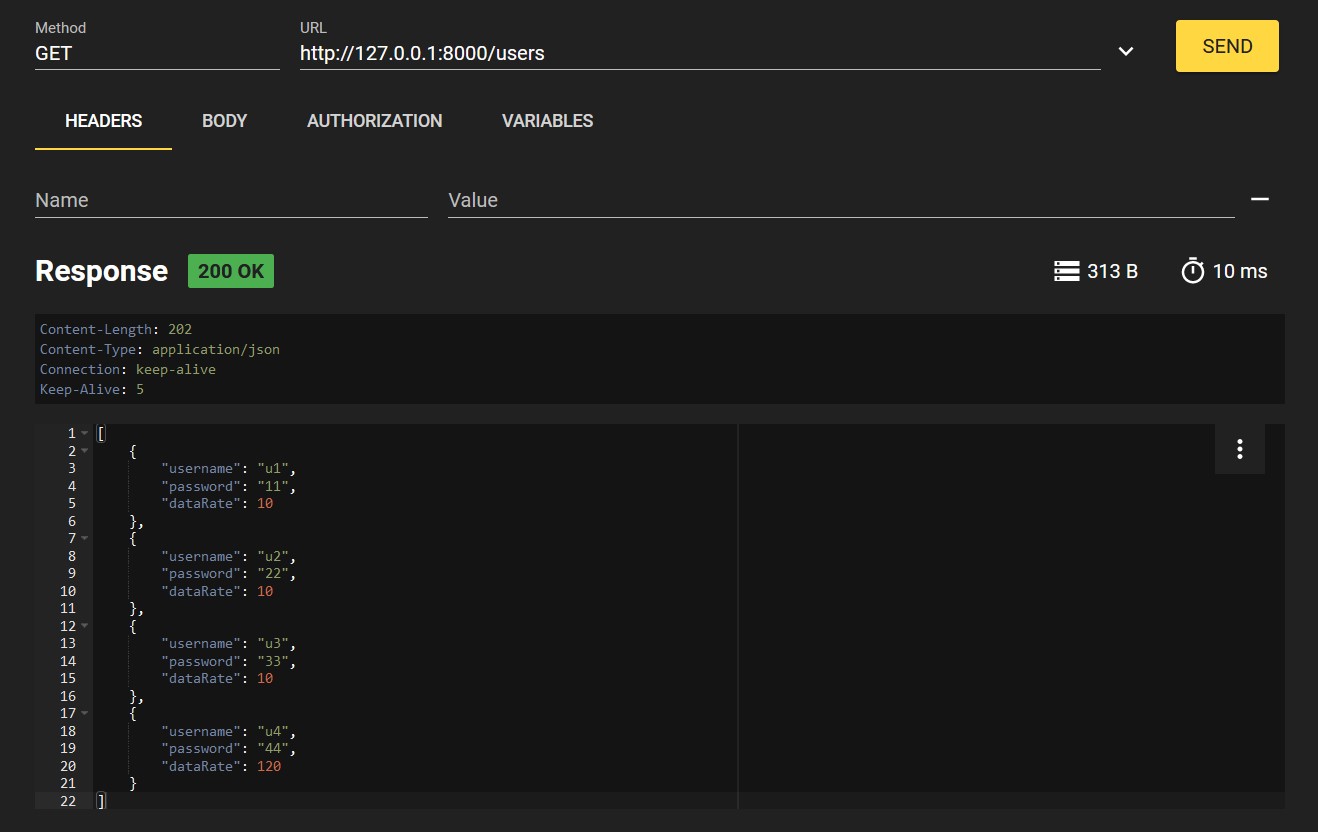 Method
GET
URL
http://127.0.0.1:8000/users
SEND
HEADERS BODY AUTHORIZATION VARIABLES
Name Value
Response 200 OK 313 B 10 ms
Content-Length: 202
Content-Type: application/json
Connection: keep-alive
Keep-Alive: 5
1 [
2 {
3 "username": "u1",
4 "password": "11",
5 "dataRate": 10
6 },
7 {
8 "username": "u2",
9 "password": "22",
10 "dataRate": 10
11 },
12 {
13 "username": "u3",
14 "password": "33",
15 "dataRate": 10
16 },
17 {
18 "username": "u4",
19 "password": "44",
20 "dataRate": 120
21 }
22 ]